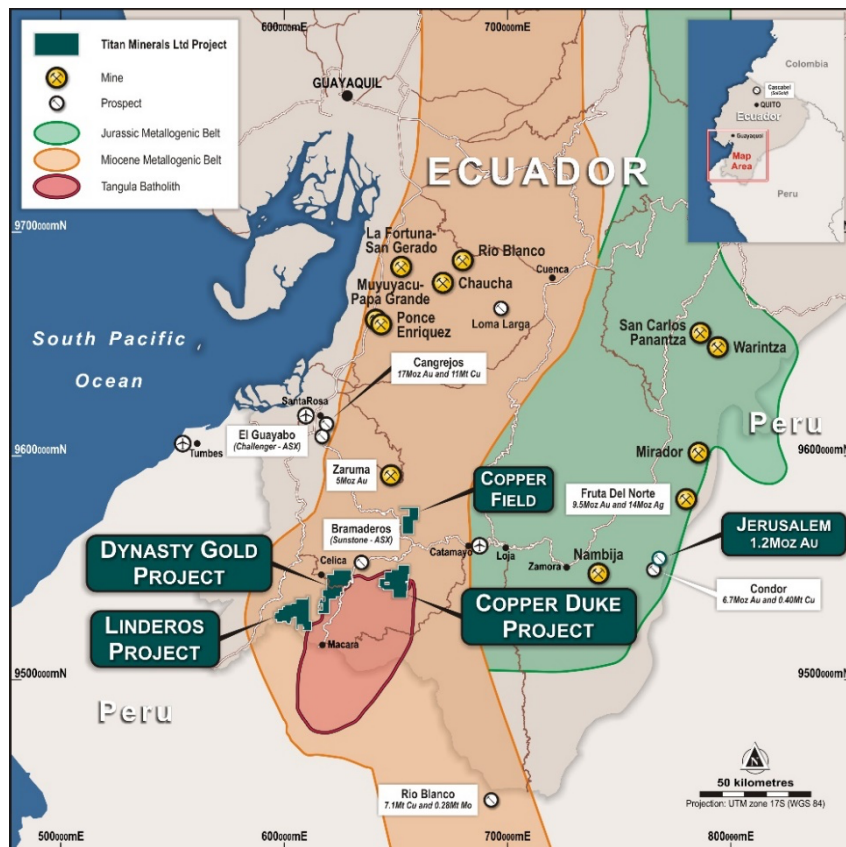 600000mE
700000mE
Titan Minerals Ltd Project
Mine
Prospect
Jurassic Metallogenic Belt
Miocene Metallogenic Belt
Tangula Batholith
GUAYAQUIL
ECUADOR
Colombia
Cascabel
(SolGold)
QUITO
Ecuador
Guayaquil
Map
Area
Peru
9700000mN
La Fortuna-
San Gerado
Rio Blanco
Chaucha
Cuenca
Muyuyacu-
Papa Grande
Ponce
Enriquez
Loma Larga
San Carlos
Panantza
Warintza
South Pacific
Ocean
Cangrejos
17Moz Au and 11Mt Cu
SantaRosa
El Guayabo
(Challenger - ASX)
Tumbes
Peru
9600000mN
9600000mN
Mirador
Zaruma
5Moz Au
COPPER
FIELD
Fruta Del Norte
9.5Moz Au and 14Moz Ag
Bramaderos
(Sunstone - ASX)
JERUSALEM
1.2MOZ AU
DYNASTY GOLD
PROJECT
Celica
Catamayo
Loja
Zamora
Nambija
Condor
6.7Moz Au and 0.40Mt Cu
LINDEROS
PROJECT
COPPER DUKE
PROJECT
Macara
9500000mN
9500000mN
Peru
N
50 kilometres
Projection: UTM zone 17S (WGS 84)
Rio Blanco
7.1Mt Cu and 0.28Mt Mo
500000mE
600000mE
700000mE
800000mE